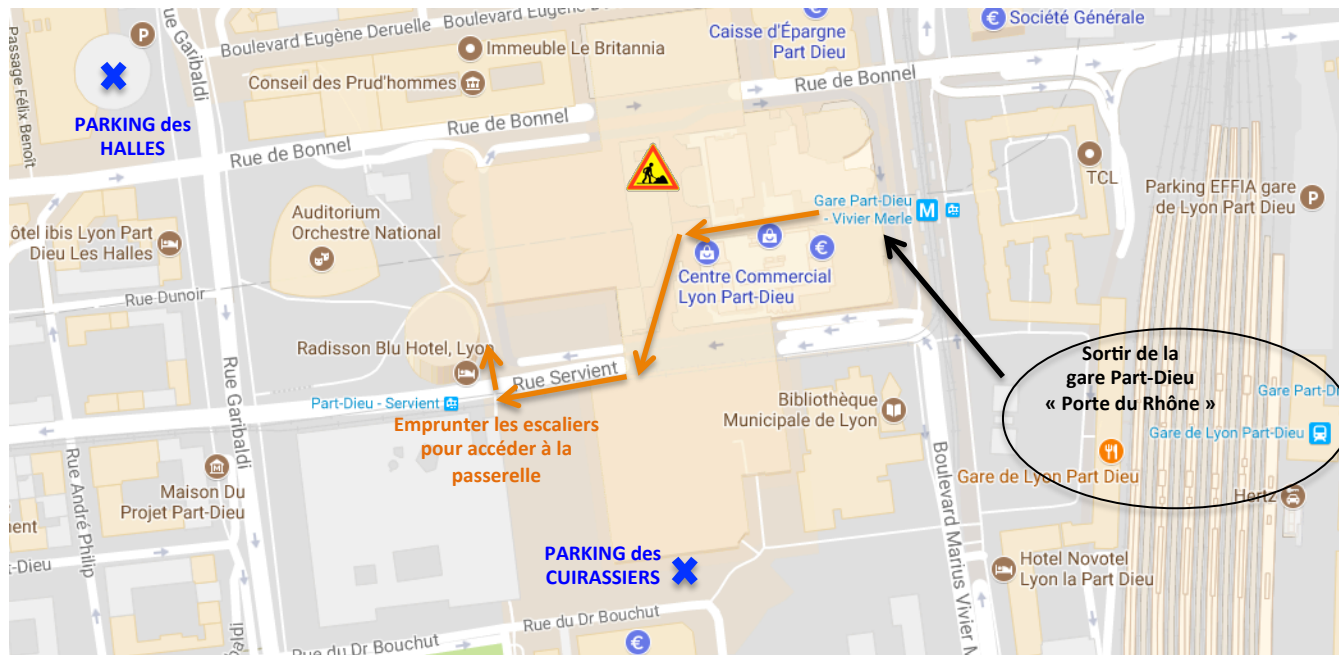 Boulevard Eugène Deruelle
Boulevard Eugène De
Passage Félix Benoît
Rue Garibaldi
P
Immeuble Le Britannia
Conseil des Prud'hommes
Caisse d'Épargne
Part Dieu
€
€ Société Générale
Rue de Bonnel
PARKING des
HALLES
Rue de Bonnel
Rue de Bonnel
TCL
Parking EFFIA gare
de Lyon Part Dieu
P
Gare Part-Dieu
- Vivier Merle
M
Auditorium
Orchestre National
ôtel ibis Lyon Part
Dieu Les Halles
€
Centre Commercial
Lyon Part-Dieu
Rue Dunoir
Radisson Blu Hotel, Lyon
Rue Servient
Part-Dieu - Servient
Emprunter les escaliers
pour accéder à la
passerelle
Rue Garibaldi
Bibliothèque
Municipale de Lyon
Sortir de la
gare Part-Dieu
« Porte du Rhône »
Gare Part-D
Gare de Lyon Part-Dieu
Gare de Lyon Part Dieu
Hertz
Boulevard Marius Vivier M
Maison Du
Projet Part-Dieu
Rue André Philip
ment
t-Dieu
PARKING des
CUIRASSIERS
Hotel Novotel
Lyon la Part Dieu
Rue du Dr Bouchut
Rue du Dr Bouchut
€